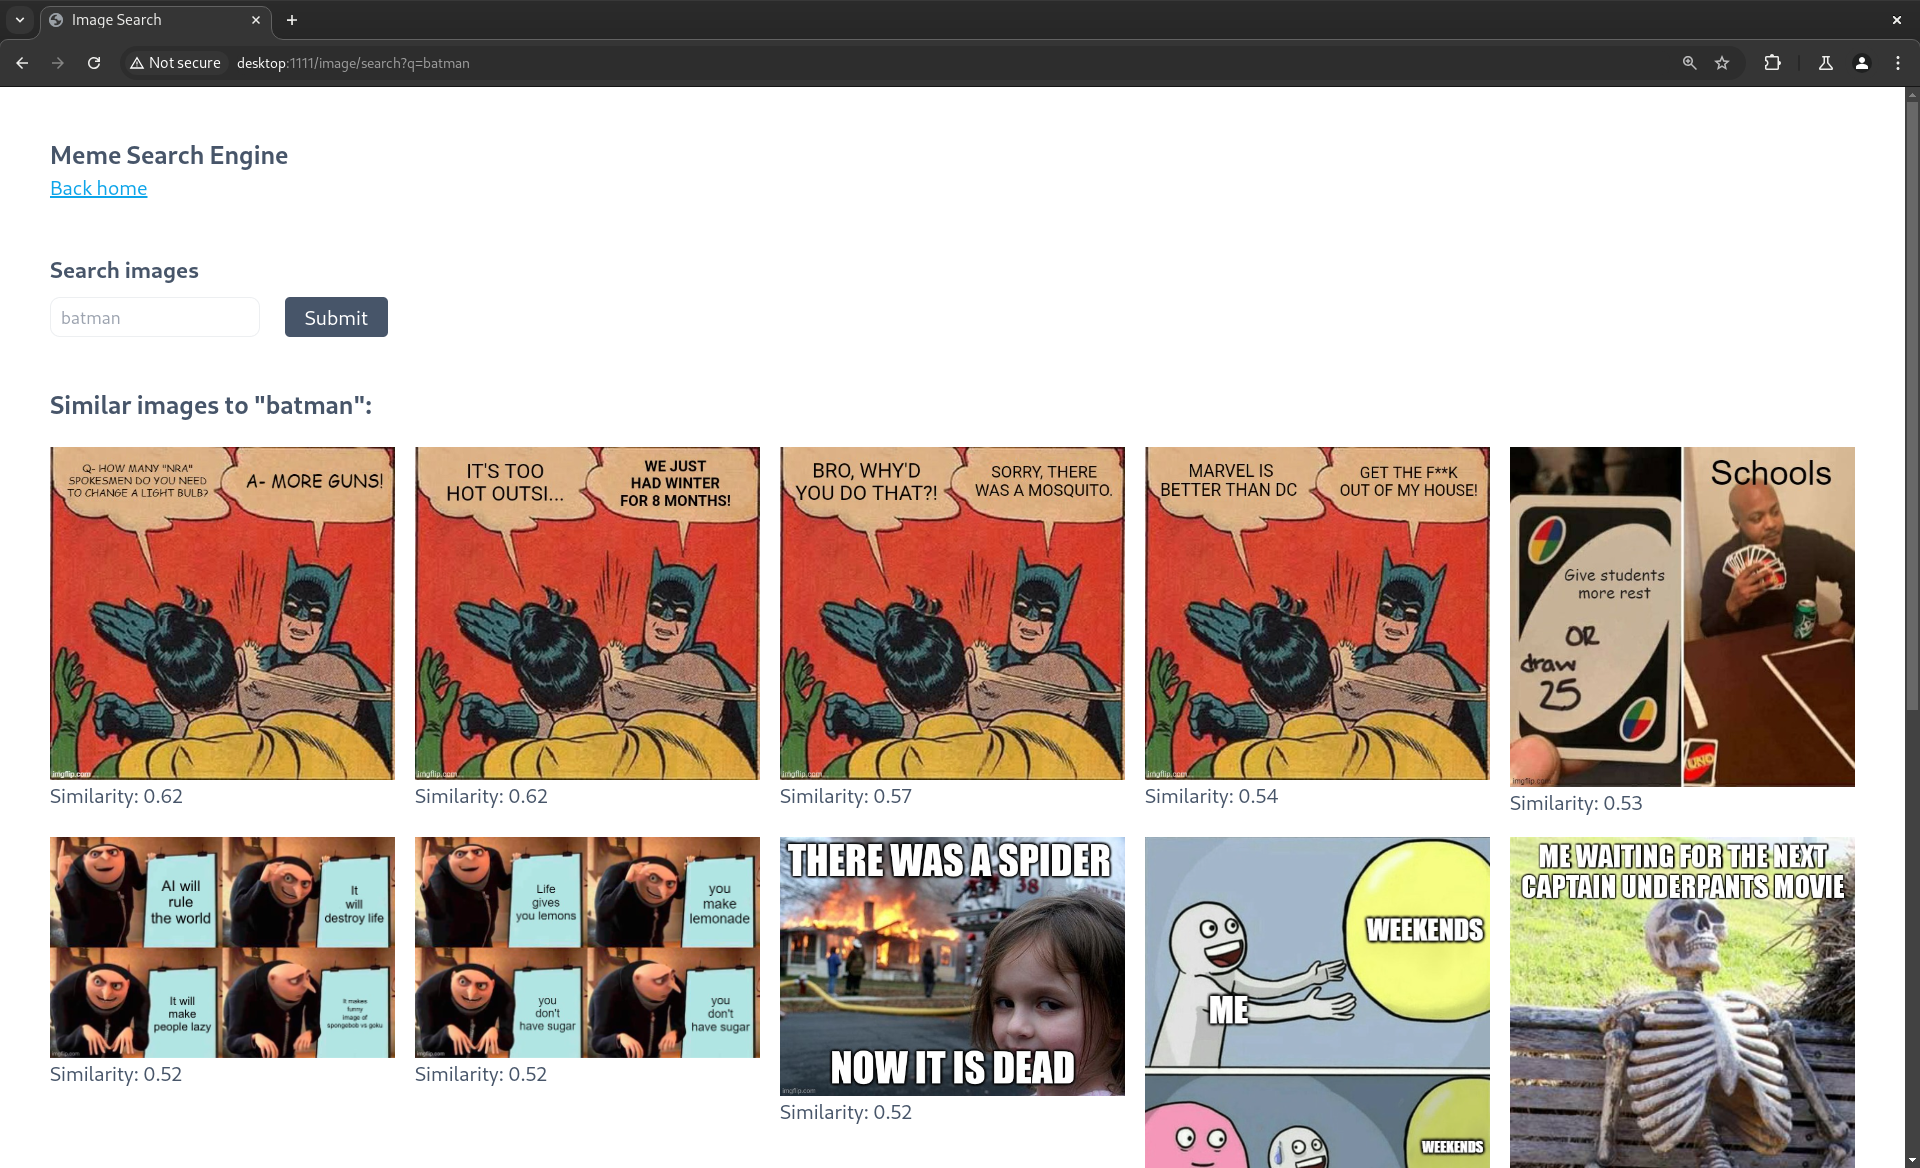 Image Search
Not secure
desktop:1111/image/search?q=batman
Meme Search Engine
Back home
Search images
batman
Submit
Similar images to "batman":
Q- HOW MANY "NRA"
SPOKESMEN DO YOU NEED
TO CHANGE A LIGHT BULB?
A- MORE GUNS!
imgflip.com
Similarity: 0.62
IT'S TOO
HOT OUTSI...
WE JUST
HAD WINTER
FOR 8 MONTHS!
imgflip.com
Similarity: 0.62
BRO, WHY'D
YOU DO THAT?!
SORRY, THERE
WAS A MOSQUITO.
imgflip.com
Similarity: 0.57
MARVEL IS
BETTER THAN DC
GET THE F**K
OUT OF MY HOUSE!
imgflip.com
Similarity: 0.54
Schools
Give students
more rest
OR
draw
25
UNO
imgflip.com
Similarity: 0.53
AI will
rule
the world
It
will
destroy life
It will
make
people lazy
It makes
funny
image of
spongebob vs goku
imgflip.com
Similarity: 0.52
Life
gives
you lemons
you
make
lemonade
you
don't
have sugar
you
don't
have sugar
imgflip.com
Similarity: 0.52
THERE WAS A SPIDER
38
NOW IT IS DEAD
imgflip.com
Similarity: 0.52
WEEKENDS
ME
WEEKENDS
ME WAITING FOR THE NEXT
CAPTAIN UNDERPANTS MOVIE